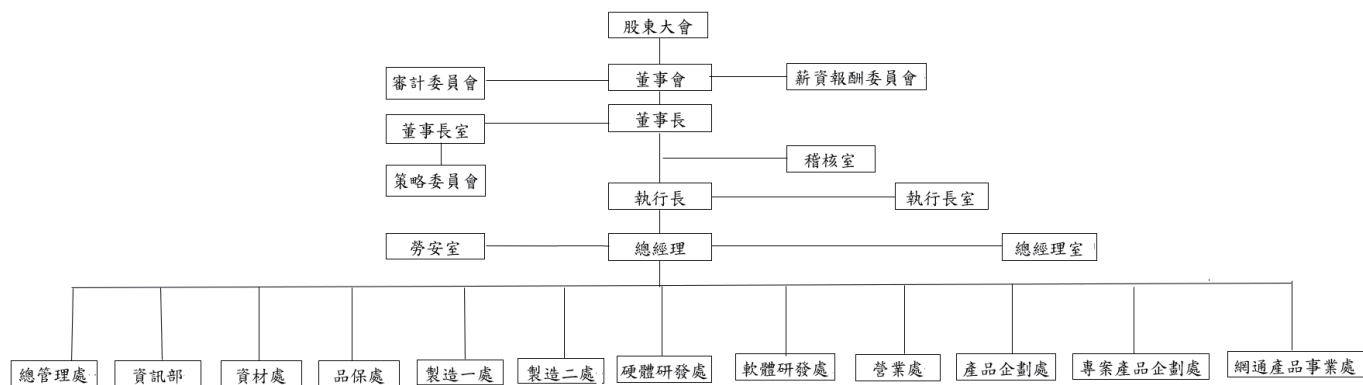 股東大會
審計委員會
董事會
薪資報酬委員會
董事長室
董事長
稽核室
策略委員會
執行長
執行長室
勞安室
總經理
總經理室
總管理處
資訊部
資材處
品保處
製造一處
製造二處
硬體研發處
軟體研發處
營業處
產品企劃處
專案產品企劃處
網通產品事業處